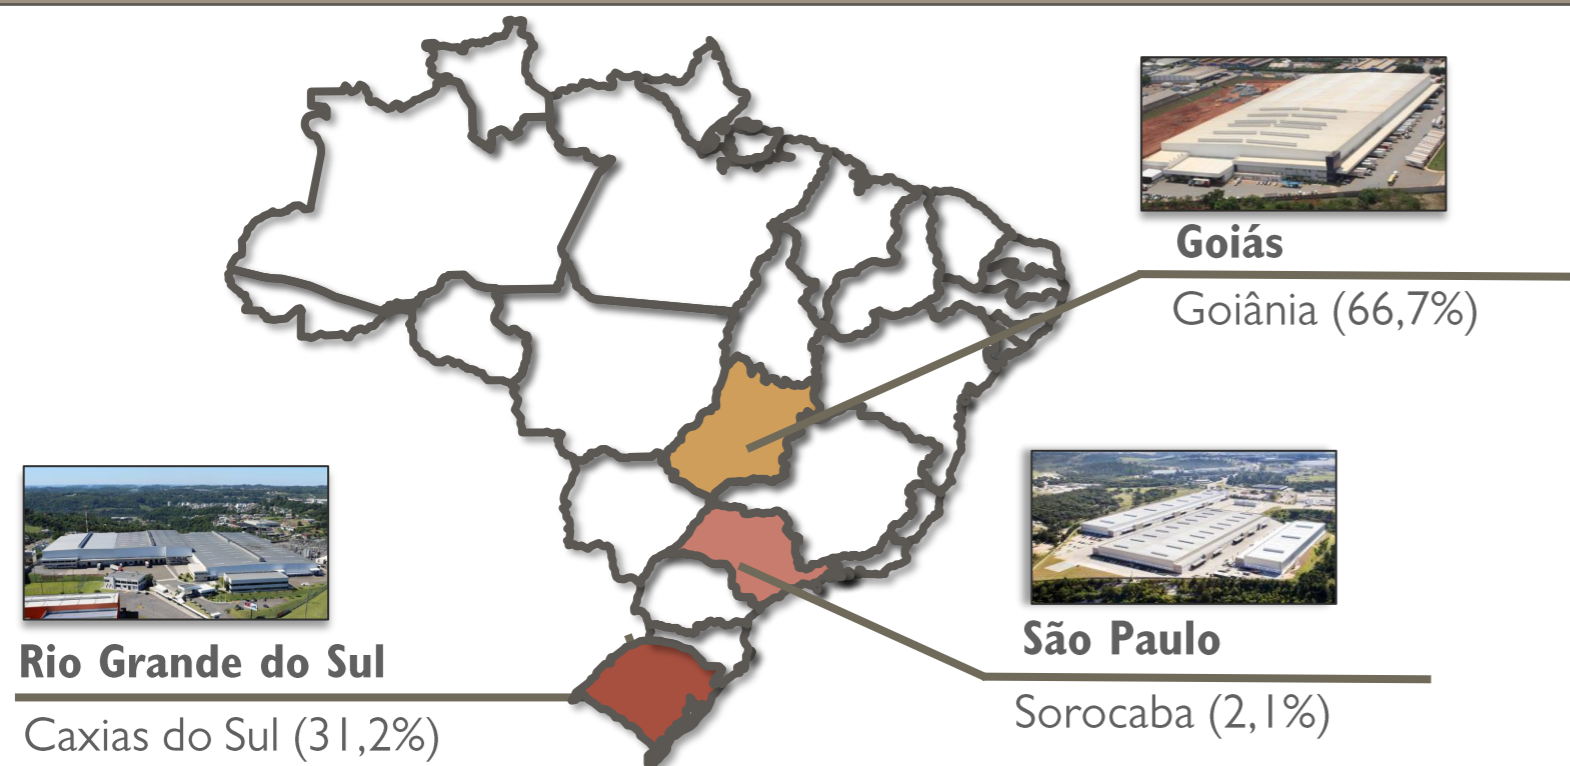 Goiás
Goiânia (66,7%)
Rio Grande do Sul
Caxias do Sul (31,2%)
São Paulo
Sorocaba (2,1%)